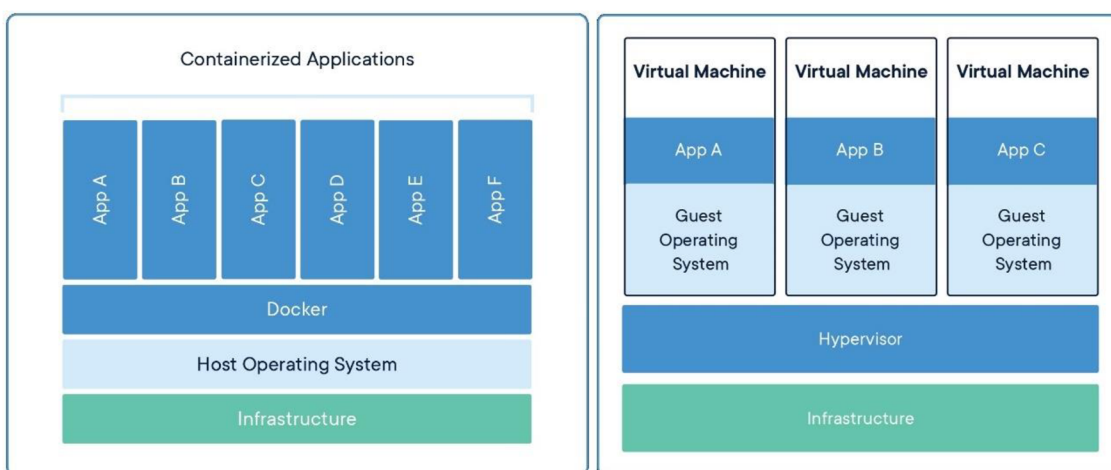 Containerized Applications
App A
App B
App C
App D
App E
App F
Docker
Host Operating System
Infrastructure
Virtual Machine
App A
Guest
Operating
System
Virtual Machine
App B
Guest
Operating
System
Virtual Machine
App C
Guest
Operating
System
Hypervisor
Infrastructure